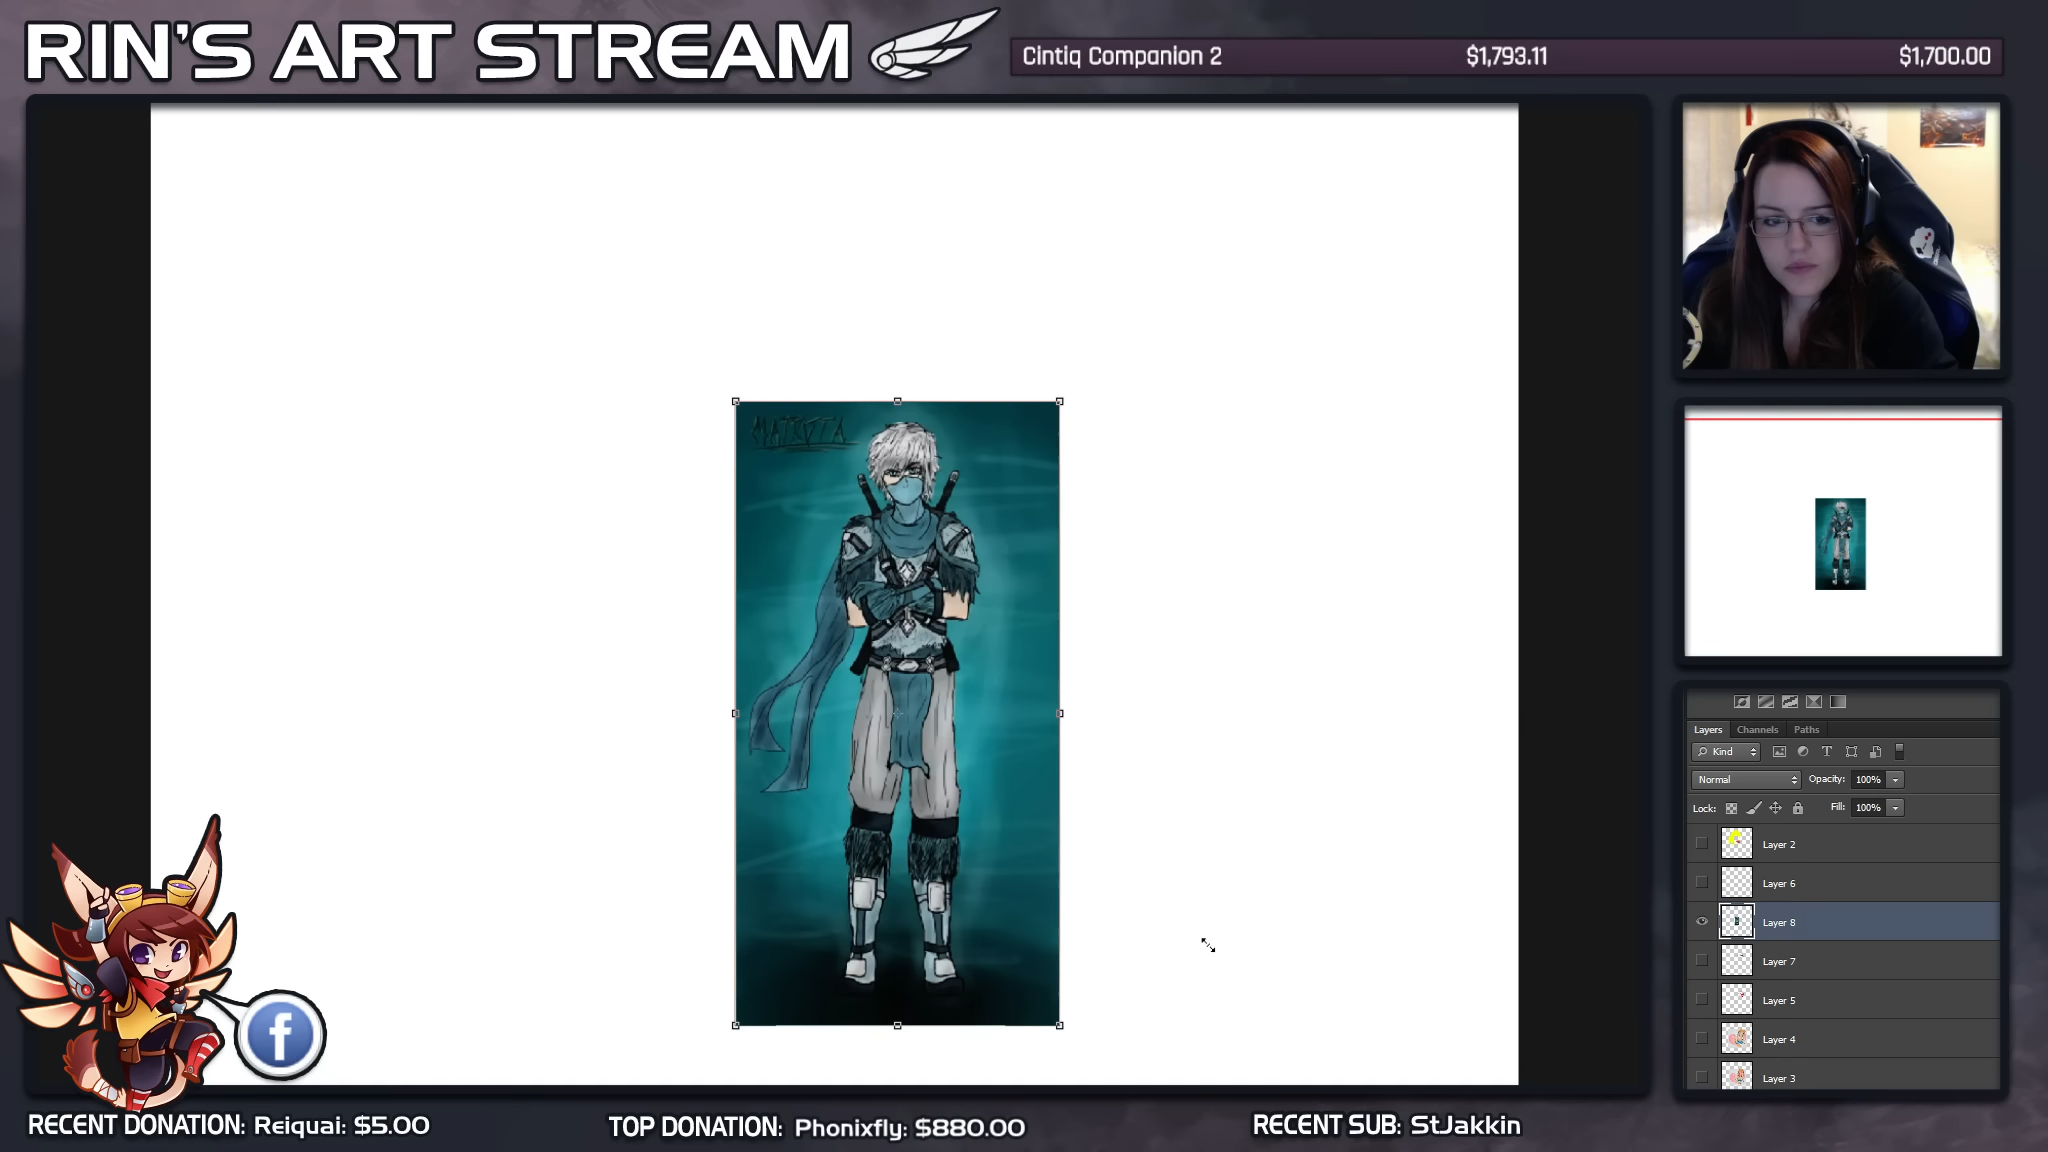 RIN'S ART STREAM
Cintiq Companion 2 $1,793.11 $1,700.00
Layers Channels Paths
Kind
Normal Opacity: 100%
Lock: Fill: 100%
Layer 2
Layer 6
Layer 8
Layer 7
Layer 5
Layer 4
Layer 3
f
RECENT DONATION: Reiquai: $5.00
TOP DONATION: Phonixfly: $880.00
RECENT SUB: StJakkin